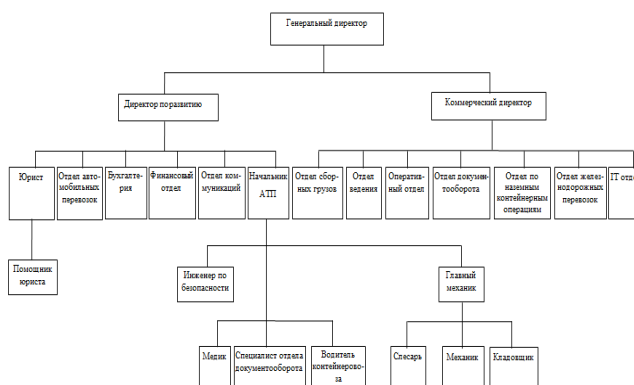 Генеральный директор
Директор по развитию
Коммерческий директор
Юрист
Отдел авто-
мобильных
перевозок
Бухгалте-
рия
Финансовый
отдел
Отдел ком-
муникаций
Начальник
АТП
Отдел сбор-
ных грузов
Отдел
ведения
Оператив-
ный отдел
Отдел докумен-
тооборота
Отдел по
наземным
контейнерным
операциям
Отдел желез-
нодорожных
перевозок
IT отде
Помощник
юриста
Инженер по
безопасности
Главный
механик
Медик
Специалист отдела
документооборота
Водитель
контейнерово-
за
Слесарь
Механик
Кладовщик